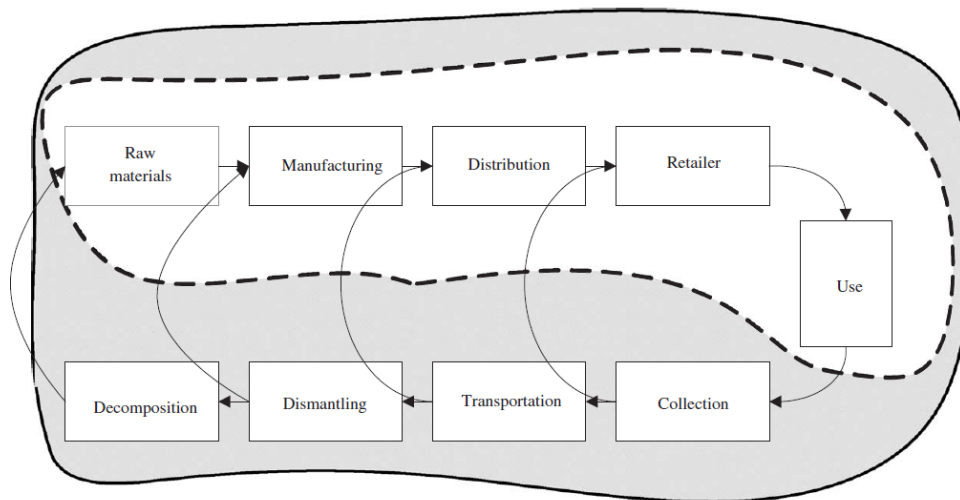 Raw
materials
Manufacturing
Distribution
Retailer
Use
Decomposition
Dismantling
Transportation
Collection